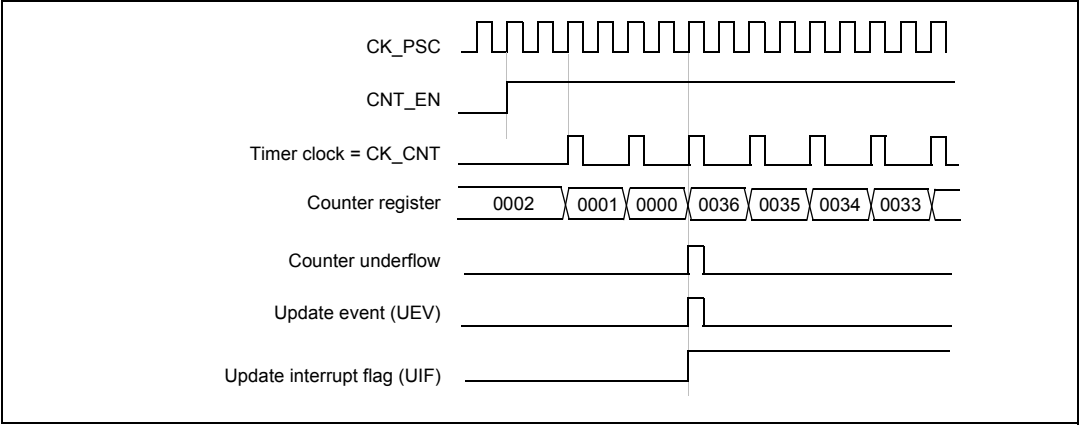 CK_PSC
CNT_EN
Timer clock = CK_CNT
Counter register 0002 0001 0000 0036 0035 0034 0033
Counter underflow
Update event (UEV)
Update interrupt flag (UIF)